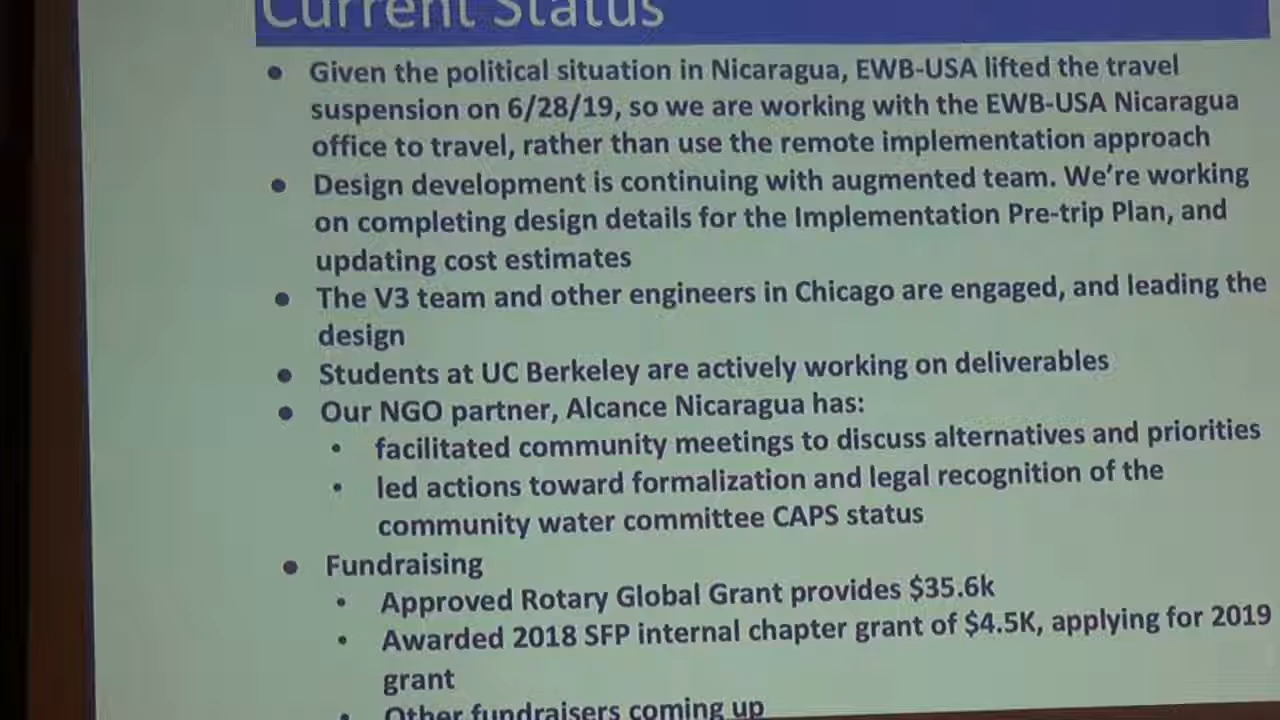 Current Status
● Given the political situation in Nicaragua, EWB-USA lifted the travel
suspension on 6/28/19, so we are working with the EWB-USA Nicaragua
office to travel, rather than use the remote implementation approach
● Design development is continuing with augmented team. We're working
on completing design details for the Implementation Pre-trip Plan, and
updating cost estimates
● The V3 team and other engineers in Chicago are engaged, and leading the
design
● Students at UC Berkeley are actively working on deliverables
● Our NGO partner, Alcance Nicaragua has:
• facilitated community meetings to discuss alternatives and priorities
• led actions toward formalization and legal recognition of the
community water committee CAPS status
● Fundraising
• Approved Rotary Global Grant provides $35.6k
• Awarded 2018 SFP internal chapter grant of $4.5K, applying for 2019
grant
• Other fundraisers coming up